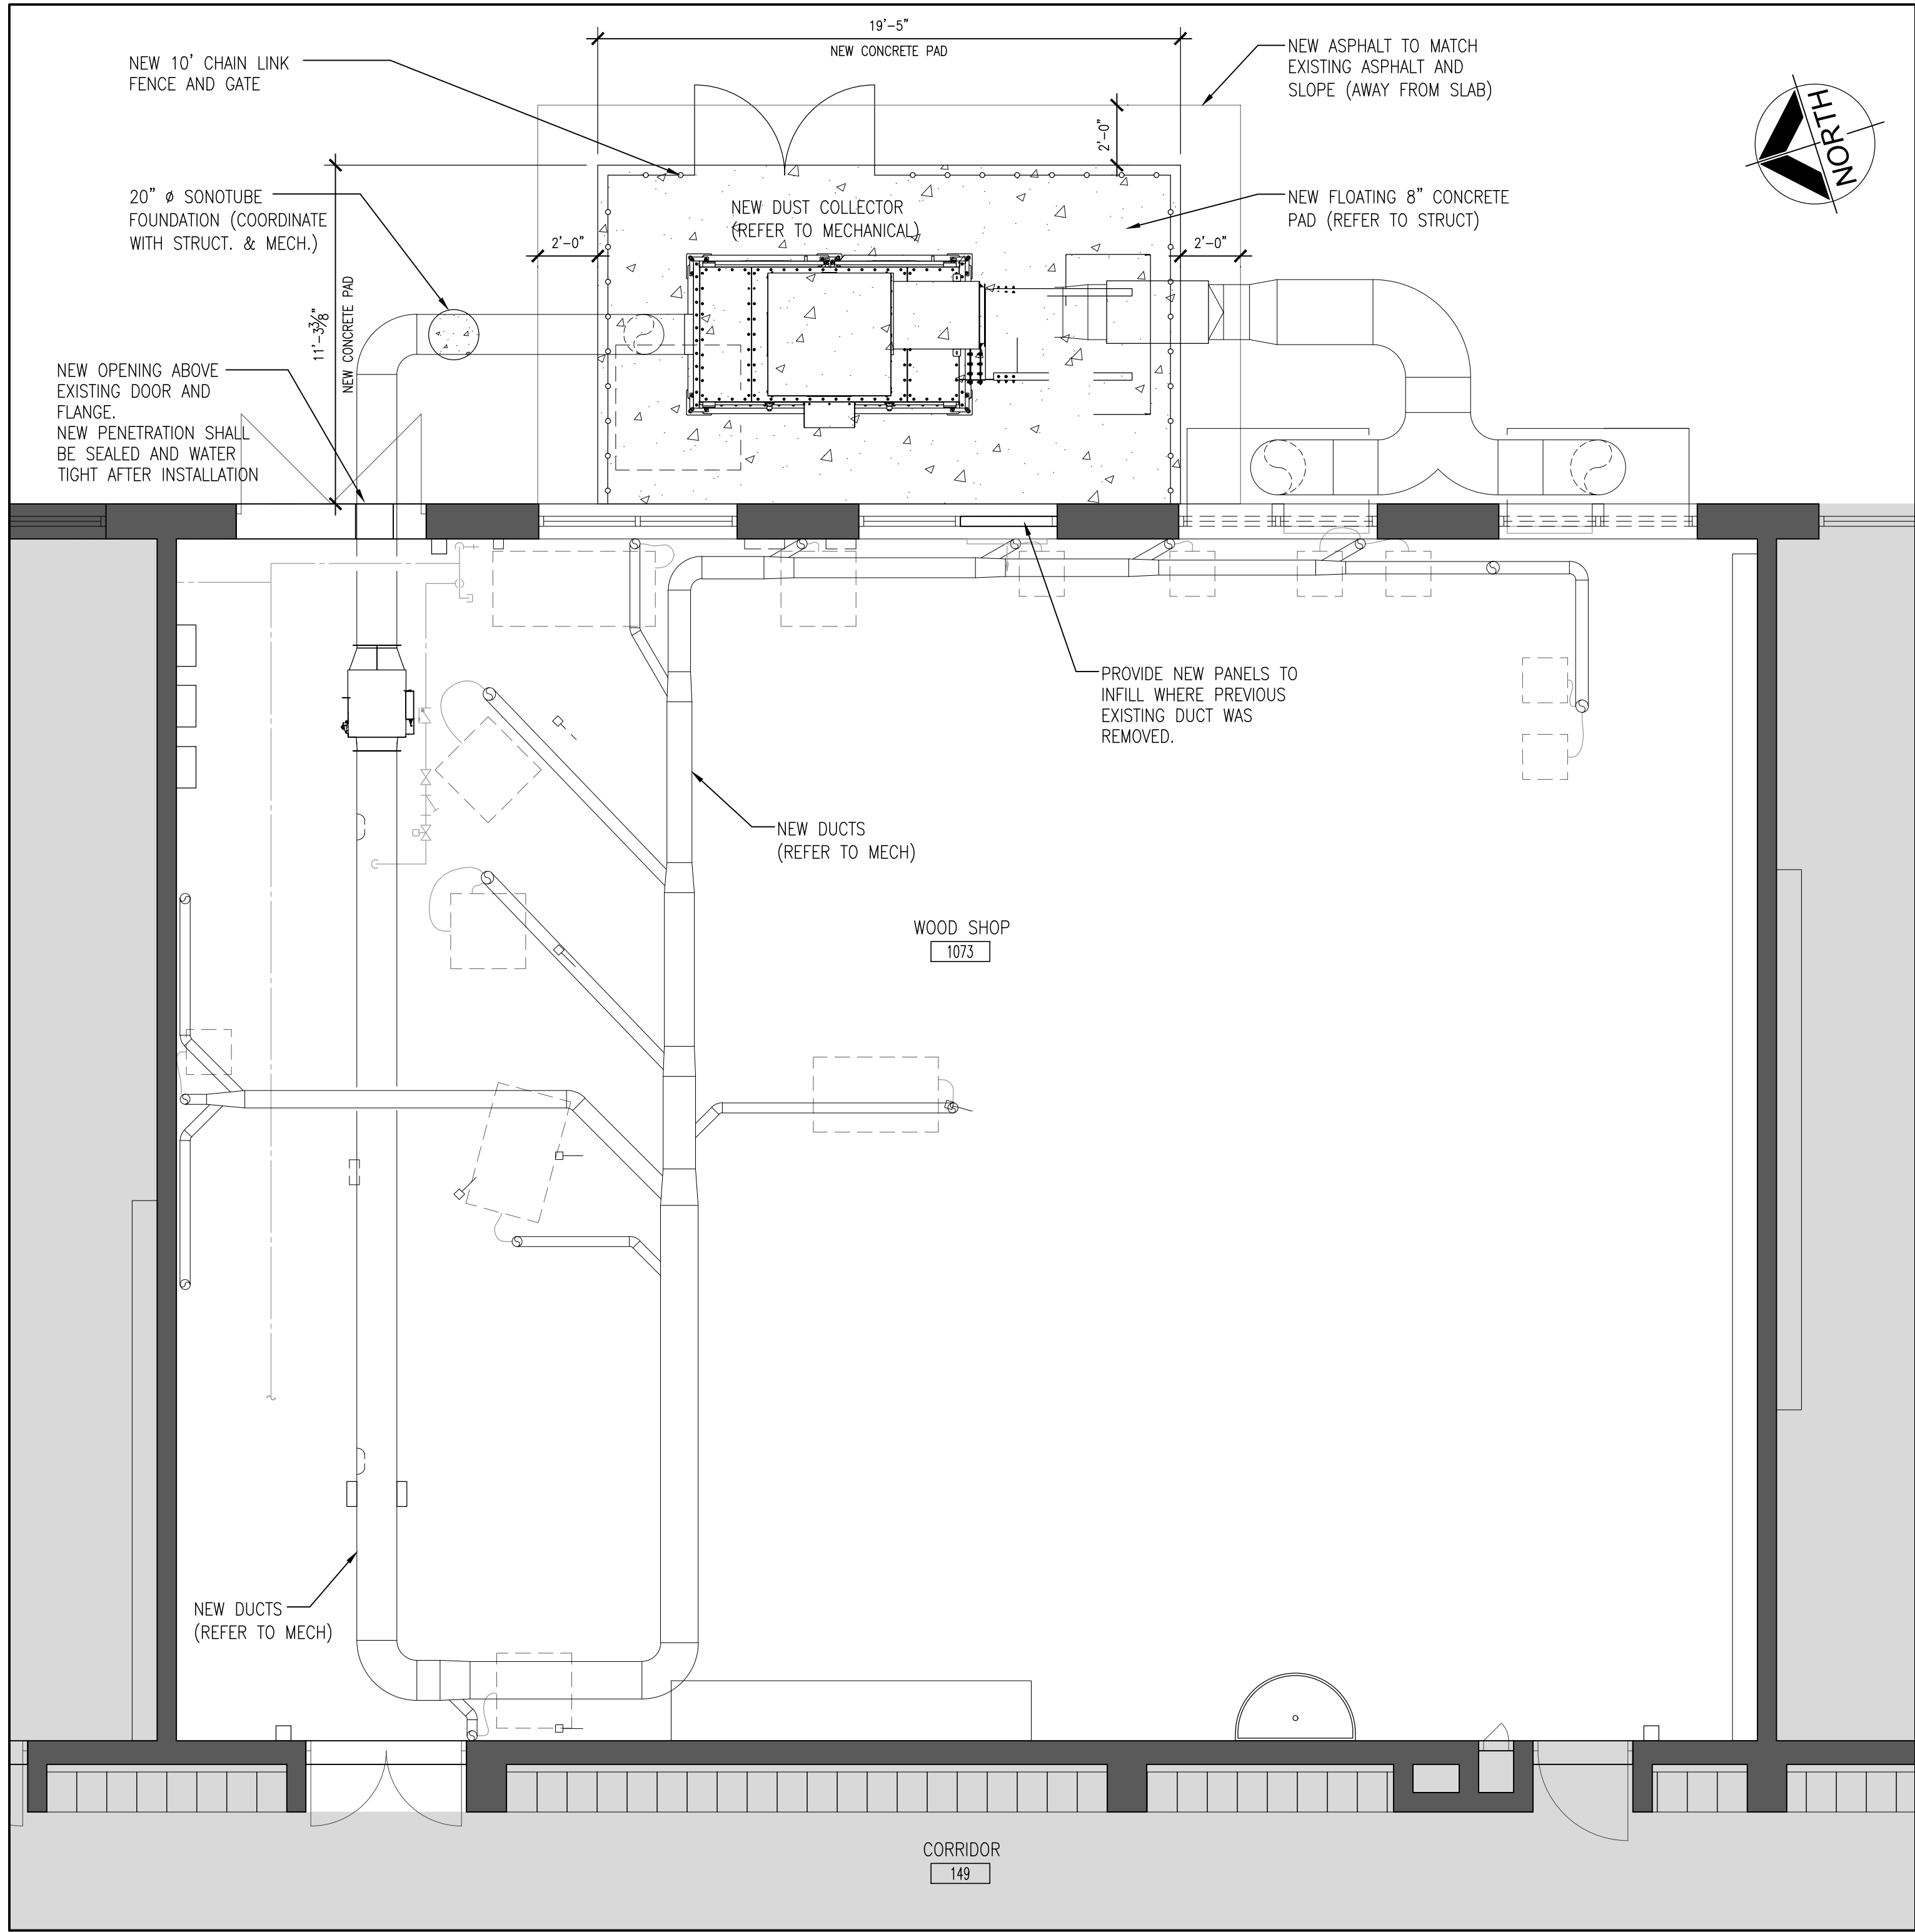 19'-5"
NEW CONCRETE PAD
NEW 10' CHAIN LINK
FENCE AND GATE
NEW ASPHALT TO MATCH
EXISTING ASPHALT AND
SLOPE (AWAY FROM SLAB)
NORTH
2'-0"
20" ø SONOTUBE
FOUNDATION (COORDINATE
WITH STRUCT. & MECH.)
NEW DUST COLLECTOR
(REFER TO MECHANICAL)
NEW FLOATING 8" CONCRETE
PAD (REFER TO STRUCT)
2'-0"
2'-0"
11'-3⅜"
NEW CONCRETE PAD
NEW OPENING ABOVE
EXISTING DOOR AND
FLANGE.
NEW PENETRATION SHALL
BE SEALED AND WATER
TIGHT AFTER INSTALLATION
PROVIDE NEW PANELS TO
INFILL WHERE PREVIOUS
EXISTING DUCT WAS
REMOVED.
NEW DUCTS
(REFER TO MECH)
WOOD SHOP
1073
NEW DUCTS
(REFER TO MECH)
CORRIDOR
149